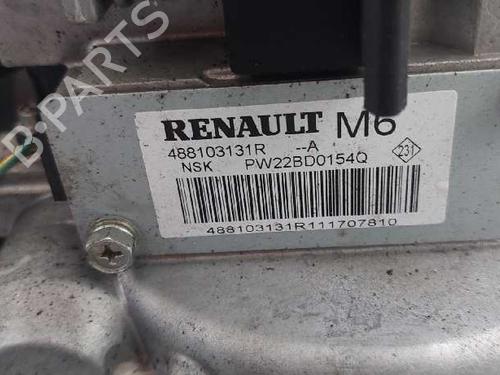 B-PARTS
RENAULT M6
488103131R --A
NSK PW22BD0154Q
231
488103131R111707810